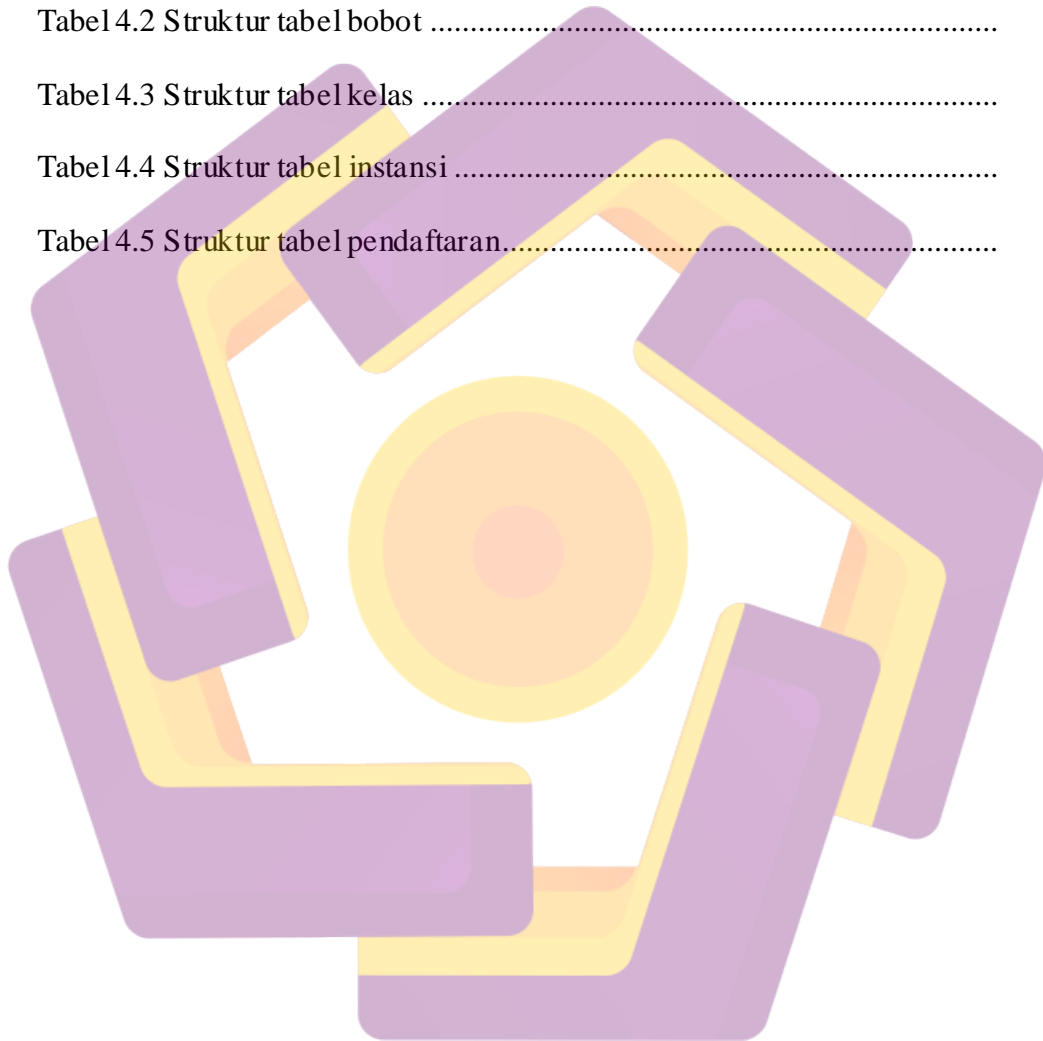 Tabel 4.2 Struktur tabel bobot ......................................................................
Tabel 4.3 Struktur tabel kelas .......................................................................
Tabel 4.4 Struktur tabel instansi ...................................................................
Tabel 4.5 Struktur tabel pendaftaran.............................................................